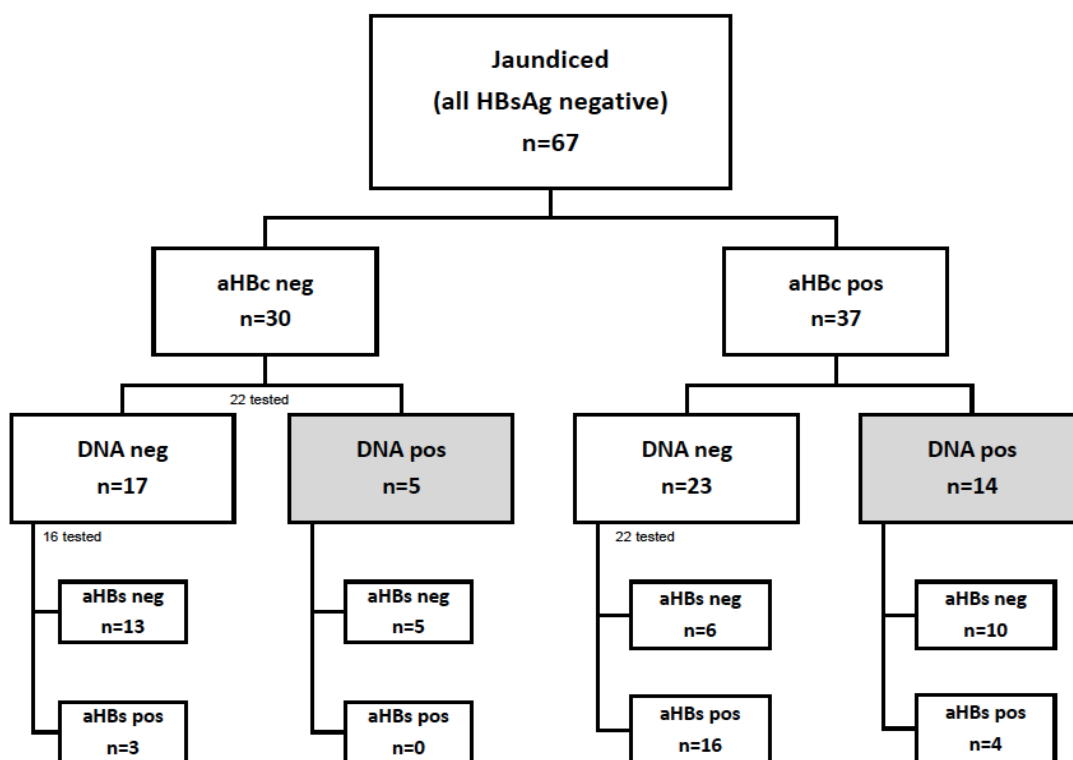 Jaundiced
(all HBsAg negative)
n=67
aHBc neg
n=30
aHBc pos
n=37
22 tested
DNA neg
n=17
DNA pos
n=5
DNA neg
n=23
DNA pos
n=14
16 tested
22 tested
aHBs neg
n=13
aHBs neg
n=5
aHBs neg
n=6
aHBs neg
n=10
aHBs pos
n=3
aHBs pos
n=0
aHBs pos
n=16
aHBs pos
n=4